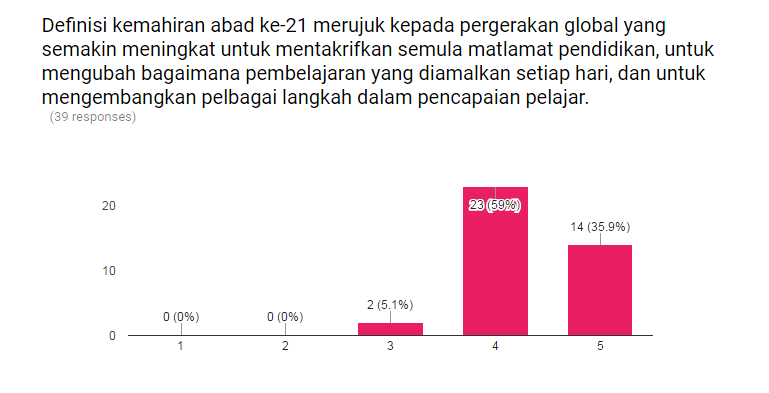 Definisi kemahiran abad ke-21 merujuk kepada pergerakan global yang
semakin meningkat untuk mentakrifkan semula matlamat pendidikan, untuk
mengubah bagaimana pembelajaran yang diamalkan setiap hari, dan untuk
mengembangkan pelbagai langkah dalam pencapaian pelajar.
(39 responses)
20
10
0
0 (0%)
0 (0%)
2 (5.1%)
23 (59%)
14 (35.9%)
1 2 3 4 5